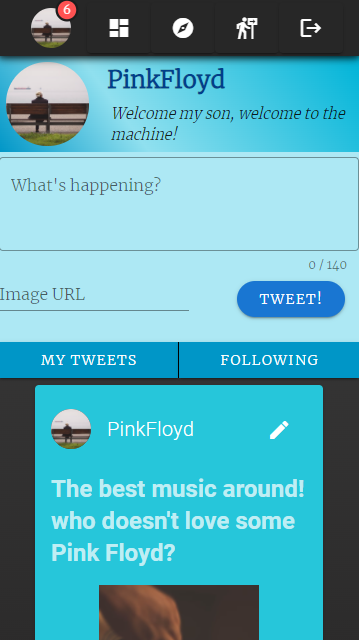 6
PinkFloyd
Welcome my son, welcome to the
machine!
What's happening?
0 / 140
Image URL
TWEET!
MY TWEETS
FOLLOWING
PinkFloyd
The best music around!
who doesn't love some
Pink Floyd?